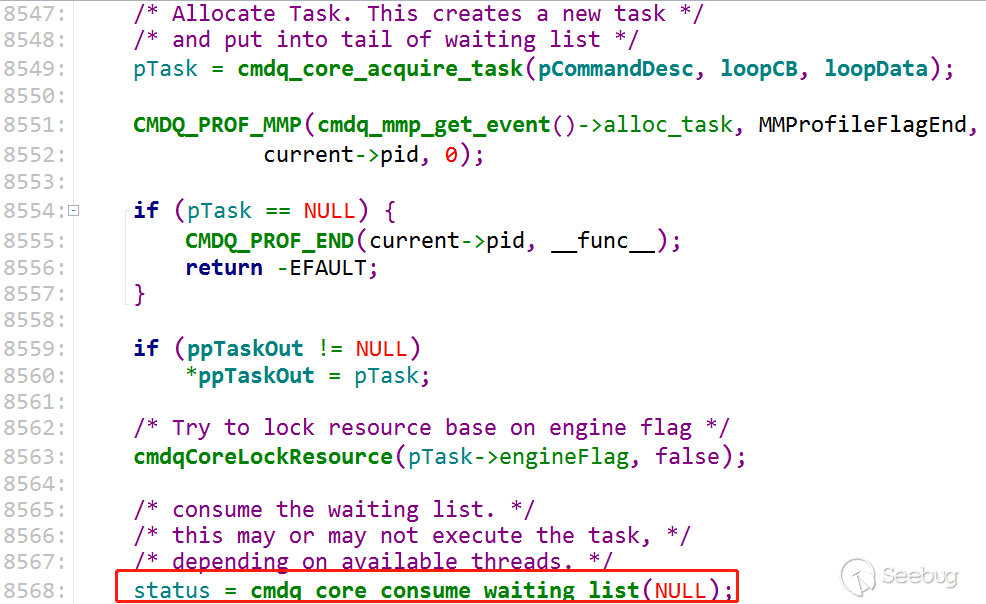 8547: /* Allocate Task. This creates a new task */
8548: /* and put into tail of waiting list */
8549: pTask = cmdq_core_acquire_task(pCommandDesc, loopCB, loopData);
8550:
8551: CMDQ_PROF_MMP(cmdq_mmp_get_event()->alloc_task, MMProfileFlagEnd,
8552: current->pid, 0);
8553:
8554: if (pTask == NULL) {
8555: CMDQ_PROF_END(current->pid, __func__);
8556: return -EFAULT;
8557: }
8558:
8559: if (ppTaskOut != NULL)
8560: *ppTaskOut = pTask;
8561:
8562: /* Try to lock resource base on engine flag */
8563: cmdqCoreLockResource(pTask->engineFlag, false);
8564:
8565: /* consume the waiting list. */
8566: /* this may or may not execute the task, */
8567: /* depending on available threads. */
8568: status = cmdq_core_consume_waiting_list(NULL);
Seebug